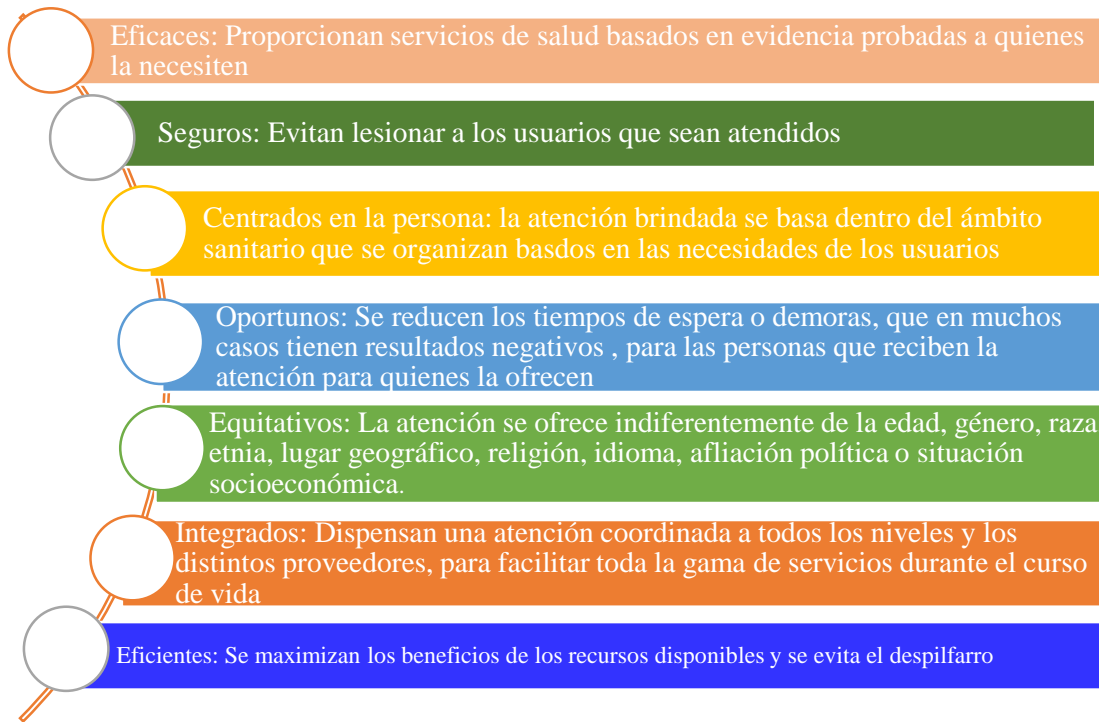 Eficaces: Proporcionan servicios de salud basados en evidencia probadas a quienes
la necesiten
Seguros: Evitan lesionar a los usuarios que sean atendidos
Centrados en la persona: la atención brindada se basa dentro del ámbito
sanitario que se organizan basdos en las necesidades de los usuarios
Oportunos: Se reducen los tiempos de espera o demoras, que en muchos
casos tienen resultados negativos , para las personas que reciben la
atención para quienes la ofrecen
Equitativos: La atención se ofrece indiferentemente de la edad, género, raza
etnia, lugar geográfico, religión, idioma, afliación política o situación
socioeconómica.
Integrados: Dispensan una atención coordinada a todos los niveles y los
distintos proveedores, para facilitar toda la gama de servicios durante el curso
de vida
Eficientes: Se maximizan los beneficios de los recursos disponibles y se evita el despilfarro